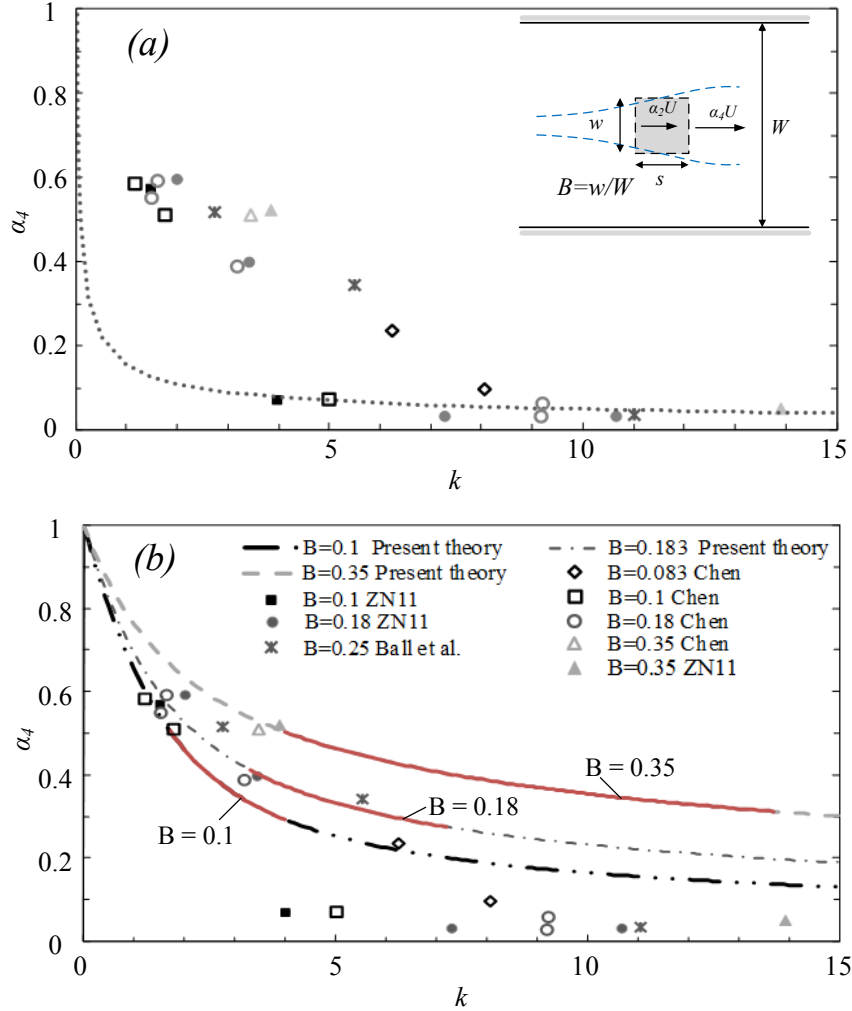 (a)
1
0.8
0.6
0.4
0.2
0
α4
0
5
10
15
k
w
α2U
α4U
W
s
B=w/W
(b)
1
0.8
0.6
0.4
0.2
0
α4
0
5
10
15
k
B=0.1 Present theory
B=0.35 Present theory
B=0.1 ZN11
B=0.18 ZN11
B=0.25 Ball et al.
B=0.183 Present theory
B=0.083 Chen
B=0.1 Chen
B=0.18 Chen
B=0.35 Chen
B=0.35 ZN11
B = 0.35
B = 0.18
B = 0.1